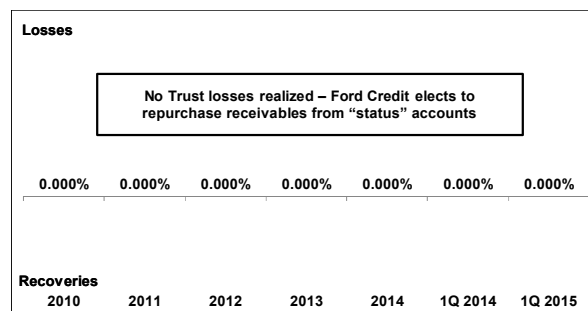 Losses
No Trust losses realized – Ford Credit elects to
repurchase receivables from “status” accounts
0.000% 0.000% 0.000% 0.000% 0.000% 0.000% 0.000%
Recoveries
2010 2011 2012 2013 2014 1Q 2014 1Q 2015